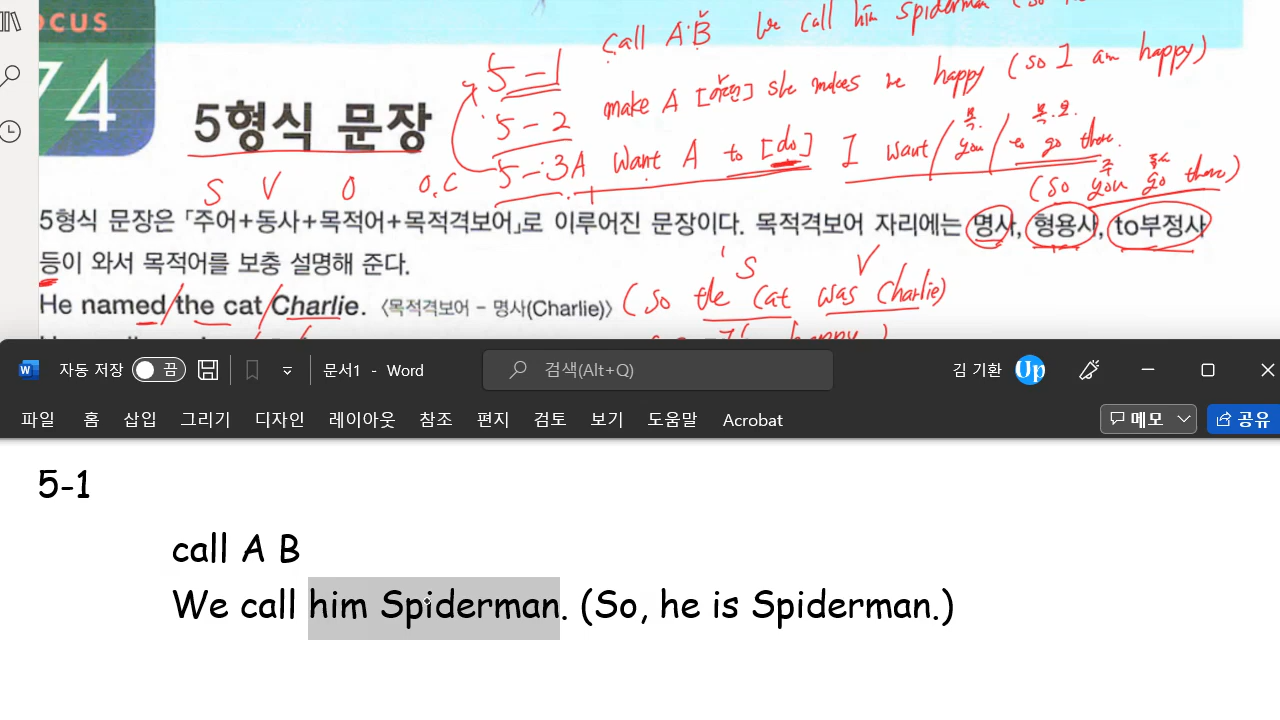 OCUS
call A B We call him Spiderman (so he
5-1
74
make A [어떤] she makes me happy (so I am happy)
5형식 문장
5-2
목. 목.보.
5-3 A want A to [do] I want / you / to go there.
주 동사
S V O O.C (so you go there)
5형식 문장은 「주어+동사+목적어+목적격보어」로 이루어진 문장이다. 목적격보어 자리에는 명사, 형용사, to부정사
등이 와서 목적어를 보충 설명해 준다.
S V
He named / the cat / Charlie. 〈목적격보어 – 명사(Charlie)〉 (so the cat was Charlie)
happy )
자동 저장 끔 문서1 - Word 검색(Alt+Q) 김 기환 Up
파일 홈 삽입 그리기 디자인 레이아웃 참조 편지 검토 보기 도움말 Acrobat 메모 공유
5-1
call A B
We call him Spiderman. (So, he is Spiderman.)